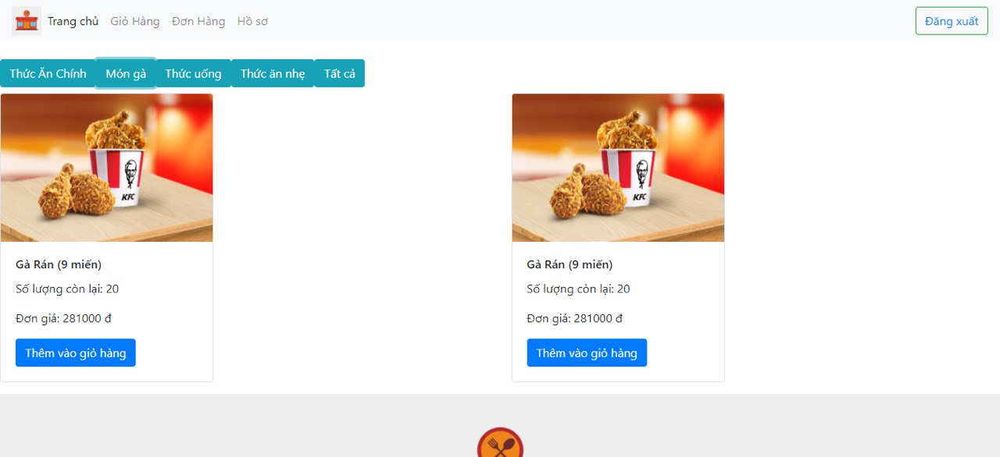 Trang chủ Giỏ Hàng Đơn Hàng Hồ sơ Đăng xuất
Thức Ăn Chính Món gà Thức uống Thức ăn nhẹ Tất cả
KFC KFC
Gà Rán (9 miến)
Số lượng còn lại: 20
Đơn giá: 281000 đ
Thêm vào giỏ hàng
Gà Rán (9 miến)
Số lượng còn lại: 20
Đơn giá: 281000 đ
Thêm vào giỏ hàng